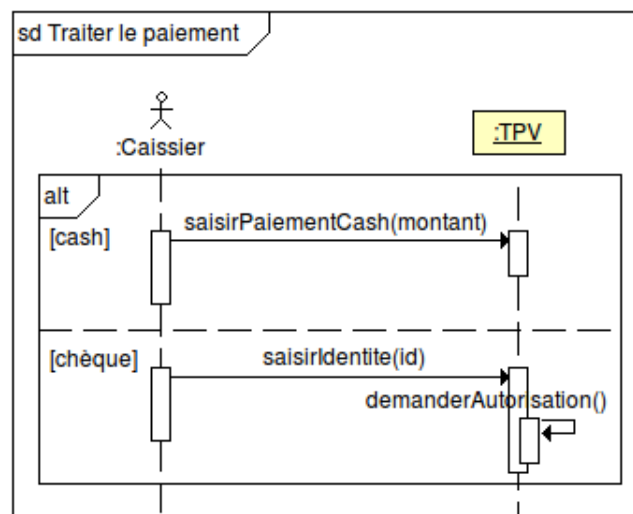 sd Traiter le paiement
:Caissier
:TPV
alt
[cash]
saisirPaiementCash(montant)
[chèque]
saisirIdentite(id)
demanderAutorisation()